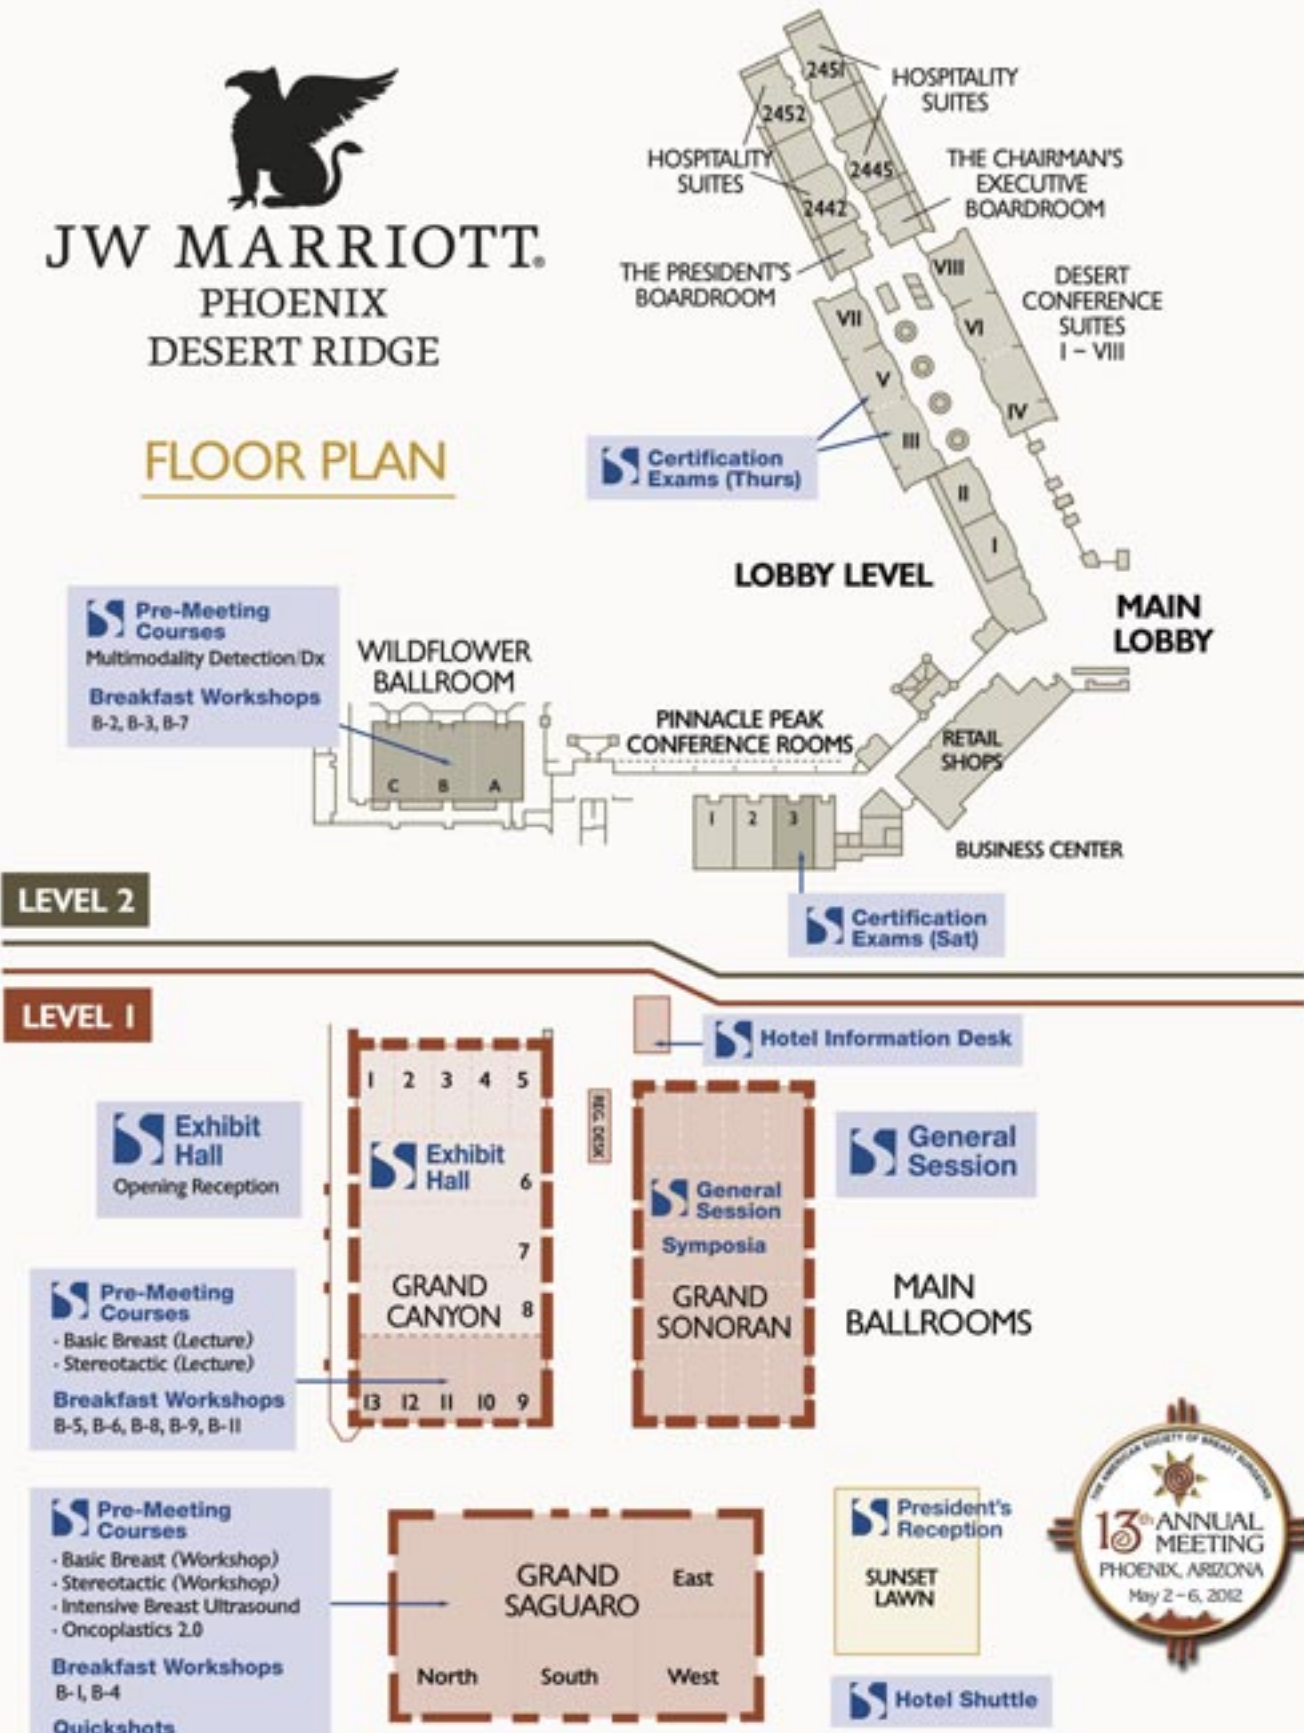 JW MARRIOTT®
PHOENIX
DESERT RIDGE
FLOOR PLAN
2451
HOSPITALITY
SUITES
2452
HOSPITALITY
SUITES
2445
THE CHAIRMAN'S
EXECUTIVE
BOARDROOM
2442
THE PRESIDENT'S
BOARDROOM
VIII
DESERT
CONFERENCE
SUITES
I – VIII
VII
VI
V
IV
III
Certification
Exams (Thurs)
II
I
LOBBY LEVEL
MAIN
LOBBY
Pre-Meeting
Courses
Multimodality Detection/Dx
Breakfast Workshops
B-2, B-3, B-7
WILDFLOWER
BALLROOM
C B A
PINNACLE PEAK
CONFERENCE ROOMS
RETAIL
SHOPS
1 2 3
BUSINESS CENTER
Certification
Exams (Sat)
LEVEL 2
LEVEL 1
Hotel Information Desk
1 2 3 4 5
REG. DESK
Exhibit
Hall
Opening Reception
Exhibit
Hall
6
7
GRAND
CANYON
8
13 12 11 10 9
General
Session
Symposia
GRAND
SONORAN
General
Session
MAIN
BALLROOMS
Pre-Meeting
Courses
· Basic Breast (Lecture)
· Stereotactic (Lecture)
Breakfast Workshops
B-5, B-6, B-8, B-9, B-11
Pre-Meeting
Courses
· Basic Breast (Workshop)
· Stereotactic (Workshop)
· Intensive Breast Ultrasound
· Oncoplastics 2.0
Breakfast Workshops
B-1, B-4
Quickshots
GRAND
SAGUARO
East
North South West
President's
Reception
SUNSET
LAWN
Hotel Shuttle
THE AMERICAN SOCIETY OF BREAST SURGEONS
13th ANNUAL
MEETING
PHOENIX, ARIZONA
May 2–6, 2012